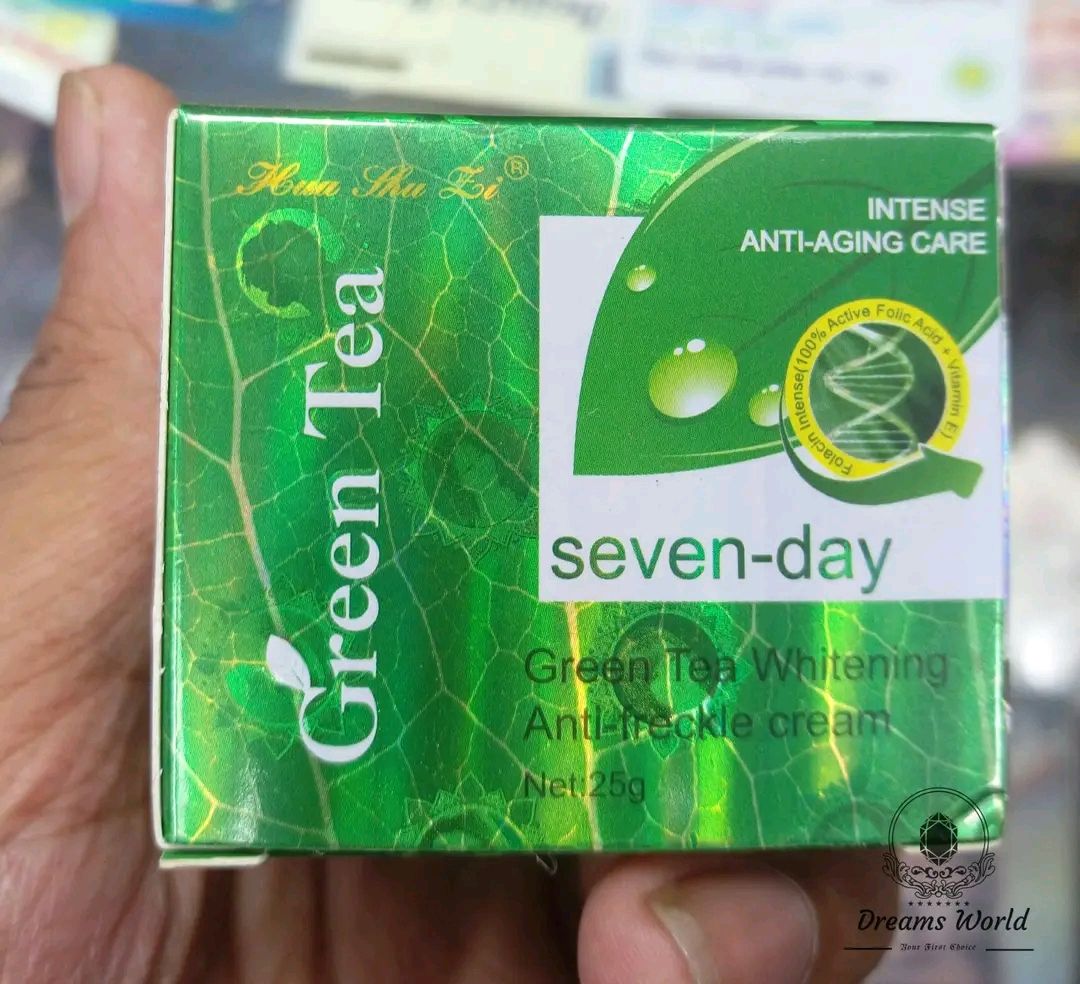 Hua Shu Zi®
Green Tea
INTENSE
ANTI-AGING CARE
Folacin Intense(100% Active Folic Acid + Vitamin E)
seven-day
Green Tea Whitening
Anti-freckle cream
Net:25g
Dreams World
Your First Choice